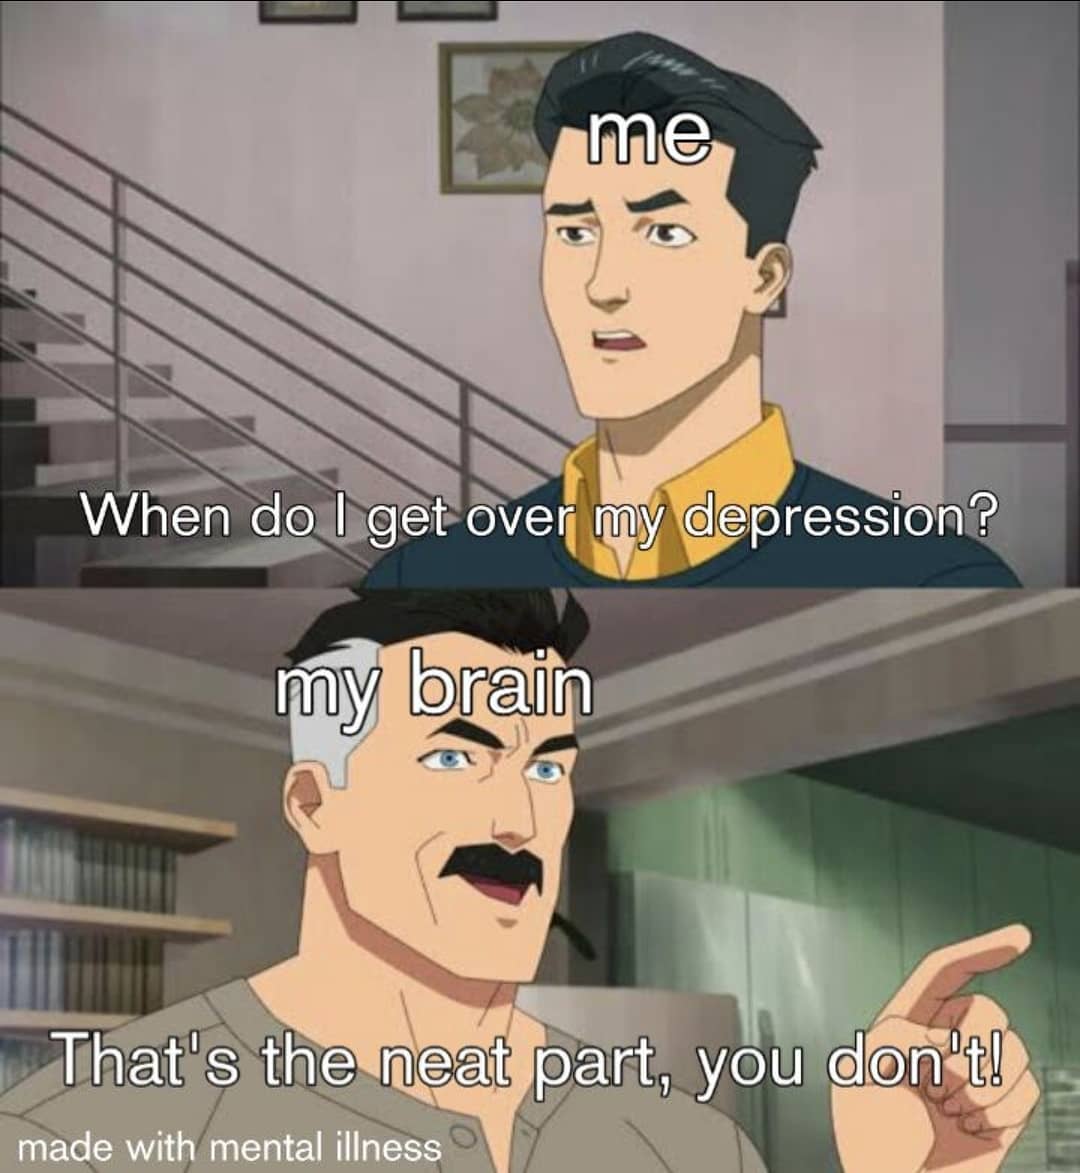 me
When do I get over my depression?
my brain
That's the neat part, you don't!
made with mental illness